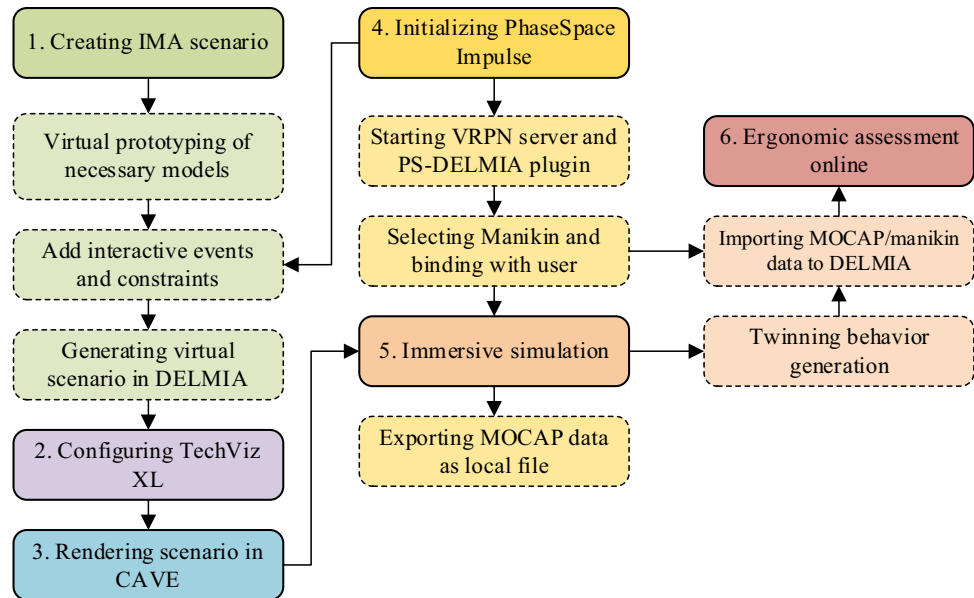 1. Creating IMA scenario
Virtual prototyping of
necessary models
Add interactive events
and constraints
Generating virtual
scenario in DELMIA
2. Configuring TechViz
XL
3. Rendering scenario in
CAVE
4. Initializing PhaseSpace
Impulse
Starting VRPN server and
PS-DELMIA plugin
Selecting Manikin and
binding with user
5. Immersive simulation
Exporting MOCAP data
as local file
6. Ergonomic assessment
online
Importing MOCAP/manikin
data to DELMIA
Twinning behavior
generation